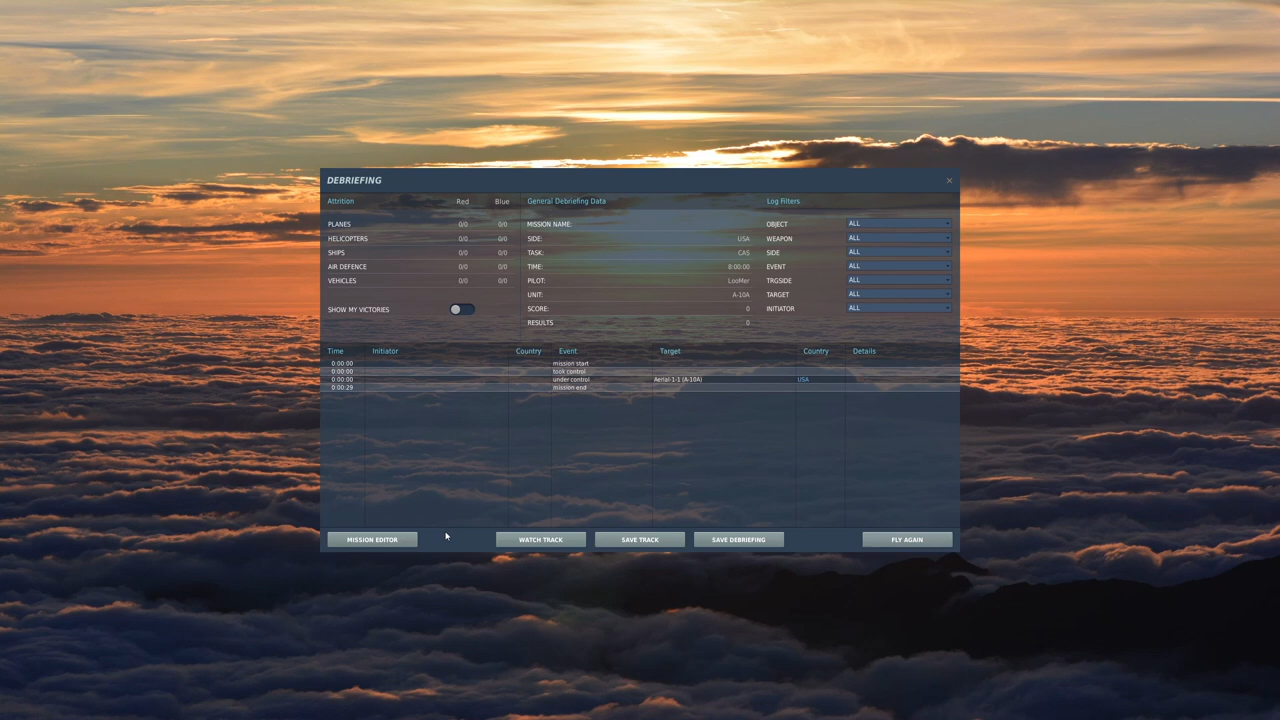 DEBRIEFING ×
Attrition Red Blue General Debriefing Data Log Filters
PLANES 0/0 0/0 MISSION NAME: OBJECT ALL
HELICOPTERS 0/0 0/0 SIDE: USA WEAPON ALL
SHIPS 0/0 0/0 TASK: CAS SIDE ALL
AIR DEFENCE 0/0 0/0 TIME: 8:00:00 EVENT ALL
VEHICLES 0/0 0/0 PILOT: LooMer TRGSIDE ALL
UNIT: A-10A TARGET ALL
SHOW MY VICTORIES SCORE: 0 INITIATOR ALL
RESULTS 0
Time Initiator Country Event Target Country Details
0:00:00 mission start
0:00:00 took control
0:00:00 under control Aerial-1-1 (A-10A) USA
0:00:29 mission end
MISSION EDITOR WATCH TRACK SAVE TRACK SAVE DEBRIEFING FLY AGAIN